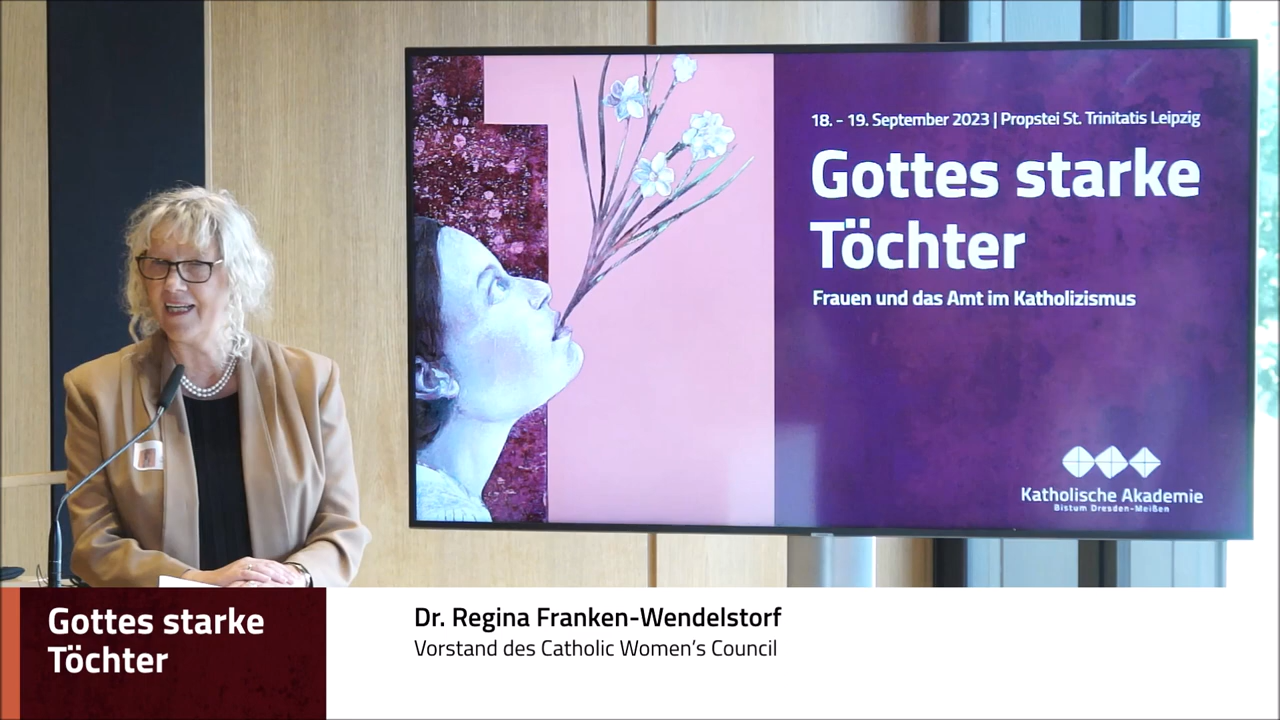 18. - 19. September 2023 | Propstei St. Trinitatis Leipzig
Gottes starke
Töchter
Frauen und das Amt im Katholizismus
Katholische Akademie
Bistum Dresden-Meißen
Gottes starke
Töchter
Dr. Regina Franken-Wendelstorf
Vorstand des Catholic Women's Council